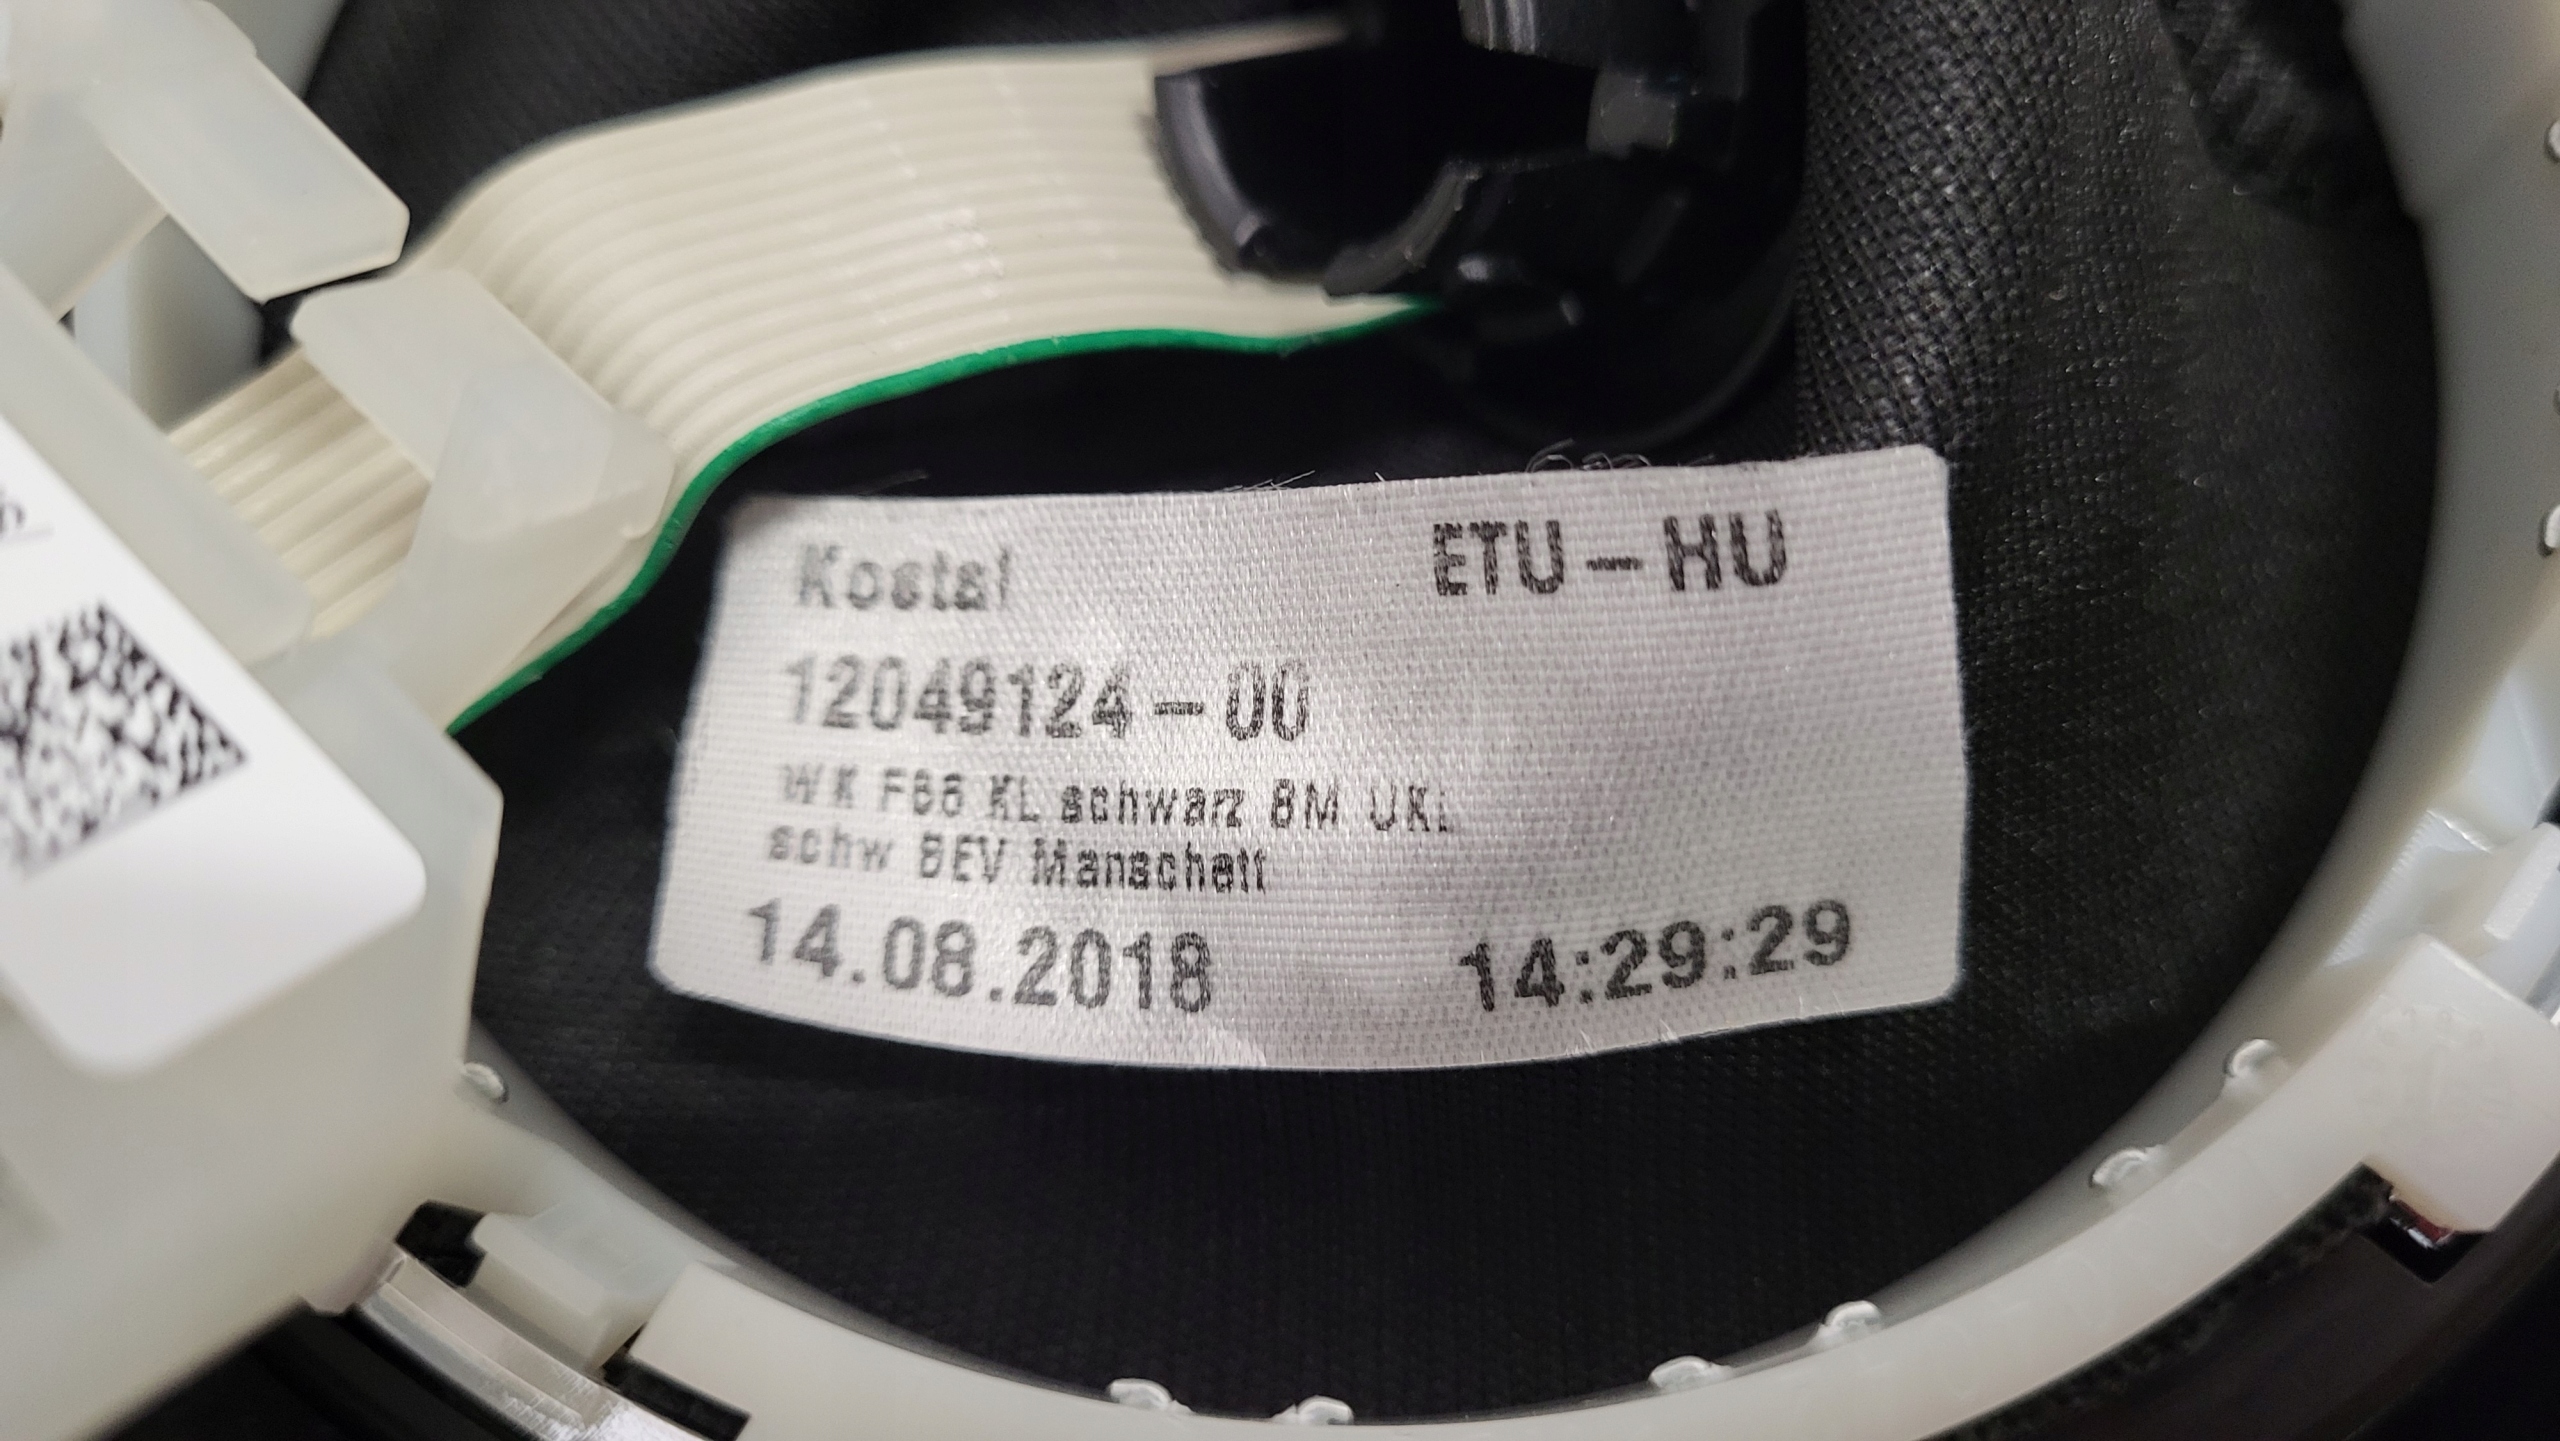 Kostal ETU-HU
12049124-00
WK F66 KL schwarz BM UKL
schw BEV Manschett
14.08.2018 14:29:29